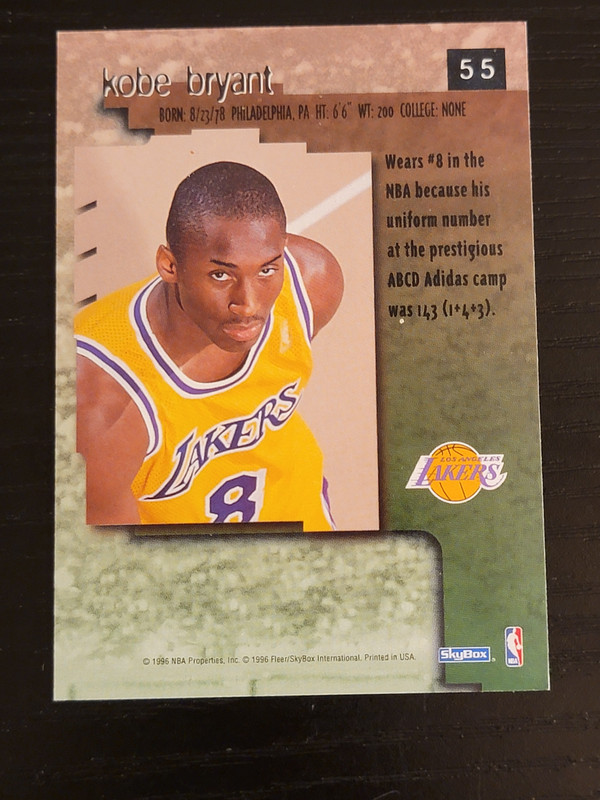 kobe bryant
55
BORN: 8/23/78 PHILADELPHIA, PA HT: 6'6" WT: 200 COLLEGE: NONE
Wears #8 in the
NBA because his
uniform number
at the prestigious
ABCD Adidas camp
was 143 (1+4+3).
LAKERS
8
LOS ANGELES
LAKERS
© 1996 NBA Properties, Inc. © 1996 Fleer/SkyBox International. Printed in USA.
SkyBox
NBA